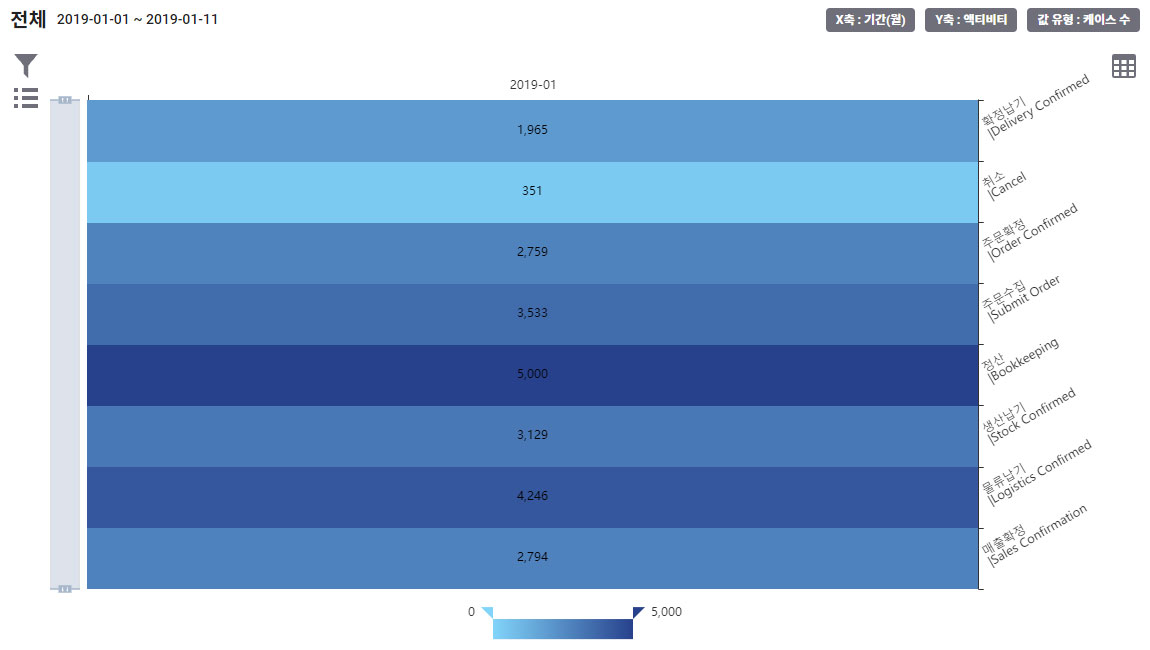 전체 2019-01-01 ~ 2019-01-11
X축 : 기간(월) Y축 : 액티비티 값 유형 : 케이스 수
2019-01
1,965
확정납기
|Delivery Confirmed
351
취소
|Cancel
2,759
주문확정
|Order Confirmed
3,533
주문수집
|Submit Order
5,000
정산
|Bookkeeping
3,129
생산납기
|Stock Confirmed
4,246
물류납기
|Logistics Confirmed
2,794
매출확정
|Sales Confirmation
0 5,000